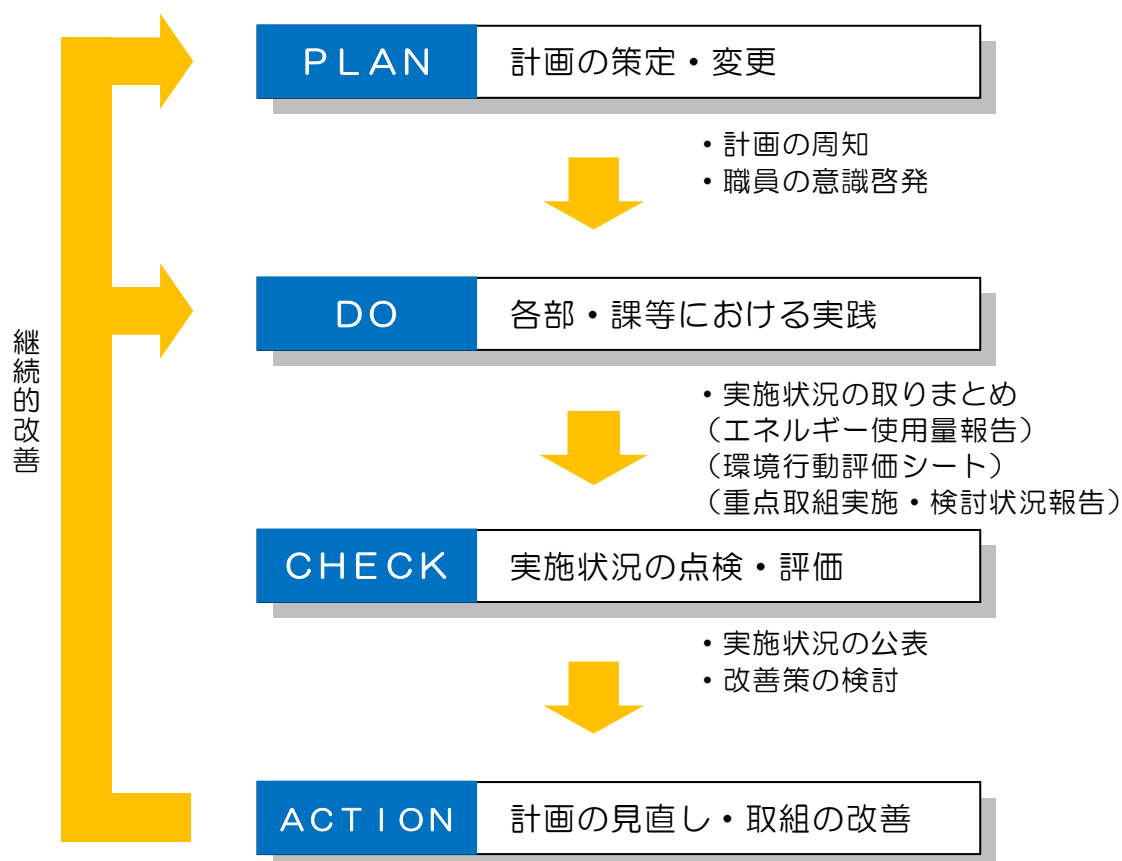 PLAN 計画の策定・変更
・計画の周知
・職員の意識啓発
DO 各部・課等における実践
・実施状況の取りまとめ
（エネルギー使用量報告）
（環境行動評価シート）
（重点取組実施・検討状況報告）
CHECK 実施状況の点検・評価
・実施状況の公表
・改善策の検討
ACTION 計画の見直し・取組の改善
継続的改善